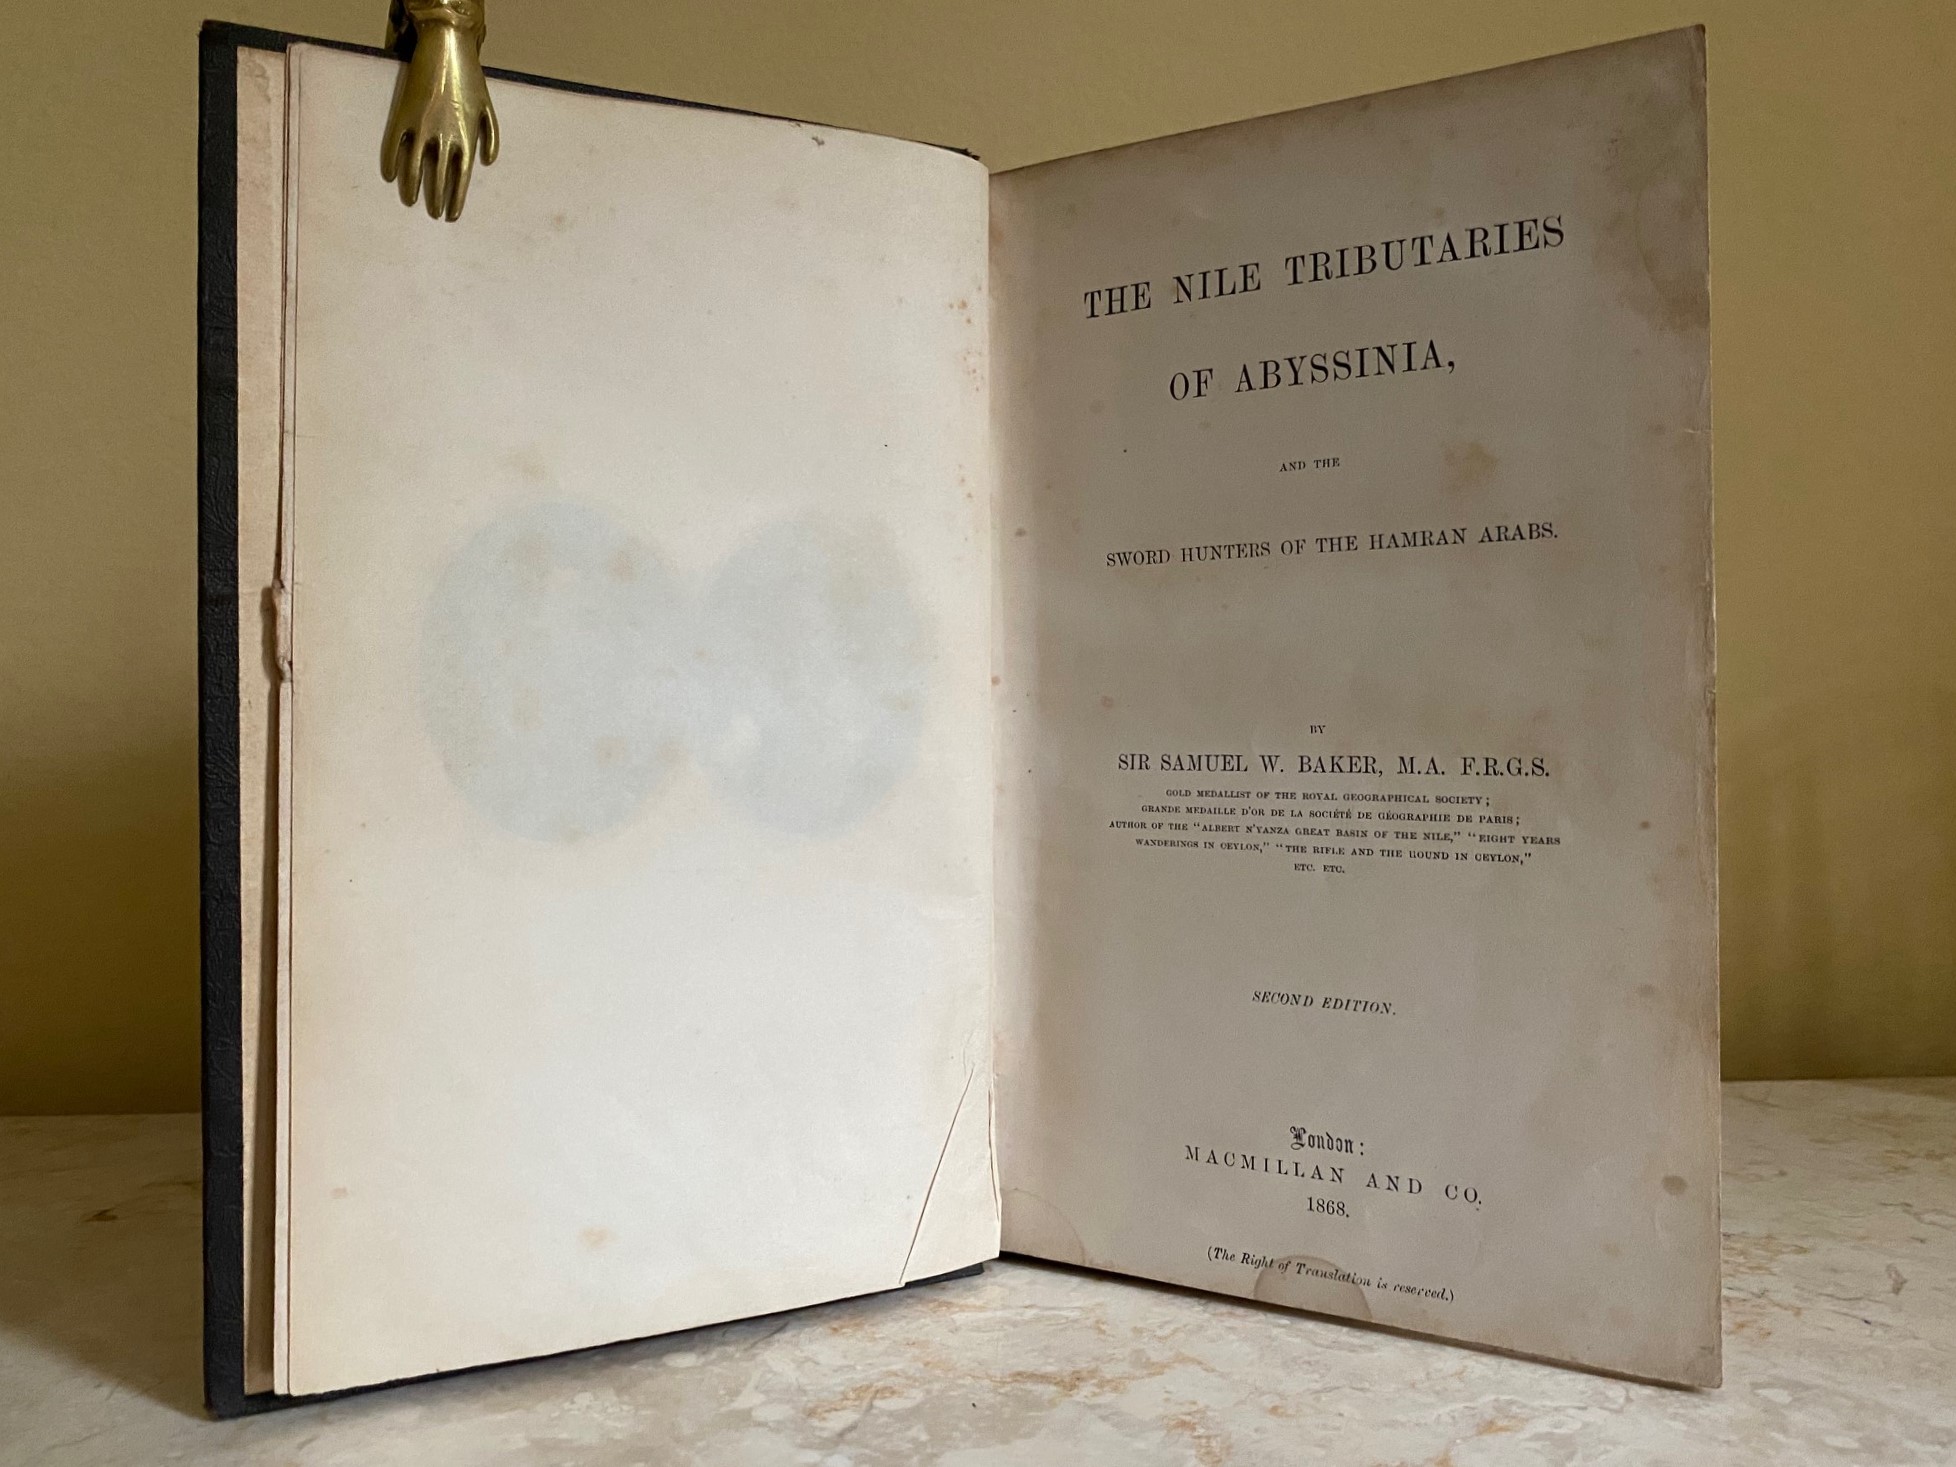 THE NILE TRIBUTARIES
OF ABYSSINIA,
AND THE
SWORD HUNTERS OF THE HAMRAN ARABS.
BY
SIR SAMUEL W. BAKER, M.A. F.R.G.S.
GOLD MEDALLIST OF THE ROYAL GEOGRAPHICAL SOCIETY;
GRANDE MEDAILLE D'OR DE LA SOCIÉTÉ DE GÉOGRAPHIE DE PARIS;
AUTHOR OF THE "ALBERT N'YANZA GREAT BASIN OF THE NILE," "EIGHT YEARS
WANDERINGS IN CEYLON," "THE RIFLE AND THE HOUND IN CEYLON,"
ETC. ETC.
SECOND EDITION.
London:
MACMILLAN AND CO.
1868.
(The Right of Translation is reserved.)